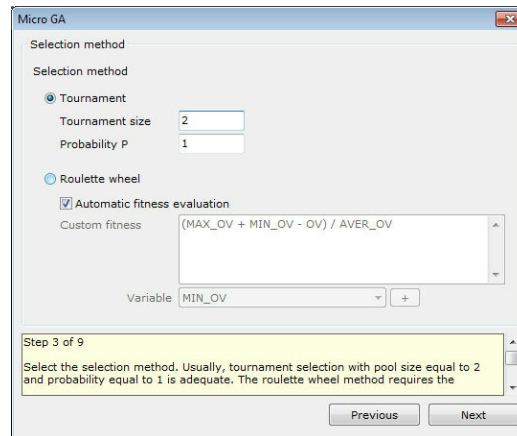 Micro GA
Selection method
Selection method
Tournament
Tournament size 2
Probability P 1
Roulette wheel
Automatic fitness evaluation
Custom fitness (MAX_OV + MIN_OV - OV) / AVER_OV
Variable MIN_OV +
Step 3 of 9
Select the selection method. Usually, tournament selection with pool size equal to 2
and probability equal to 1 is adequate. The roulette wheel method requires the
Previous Next